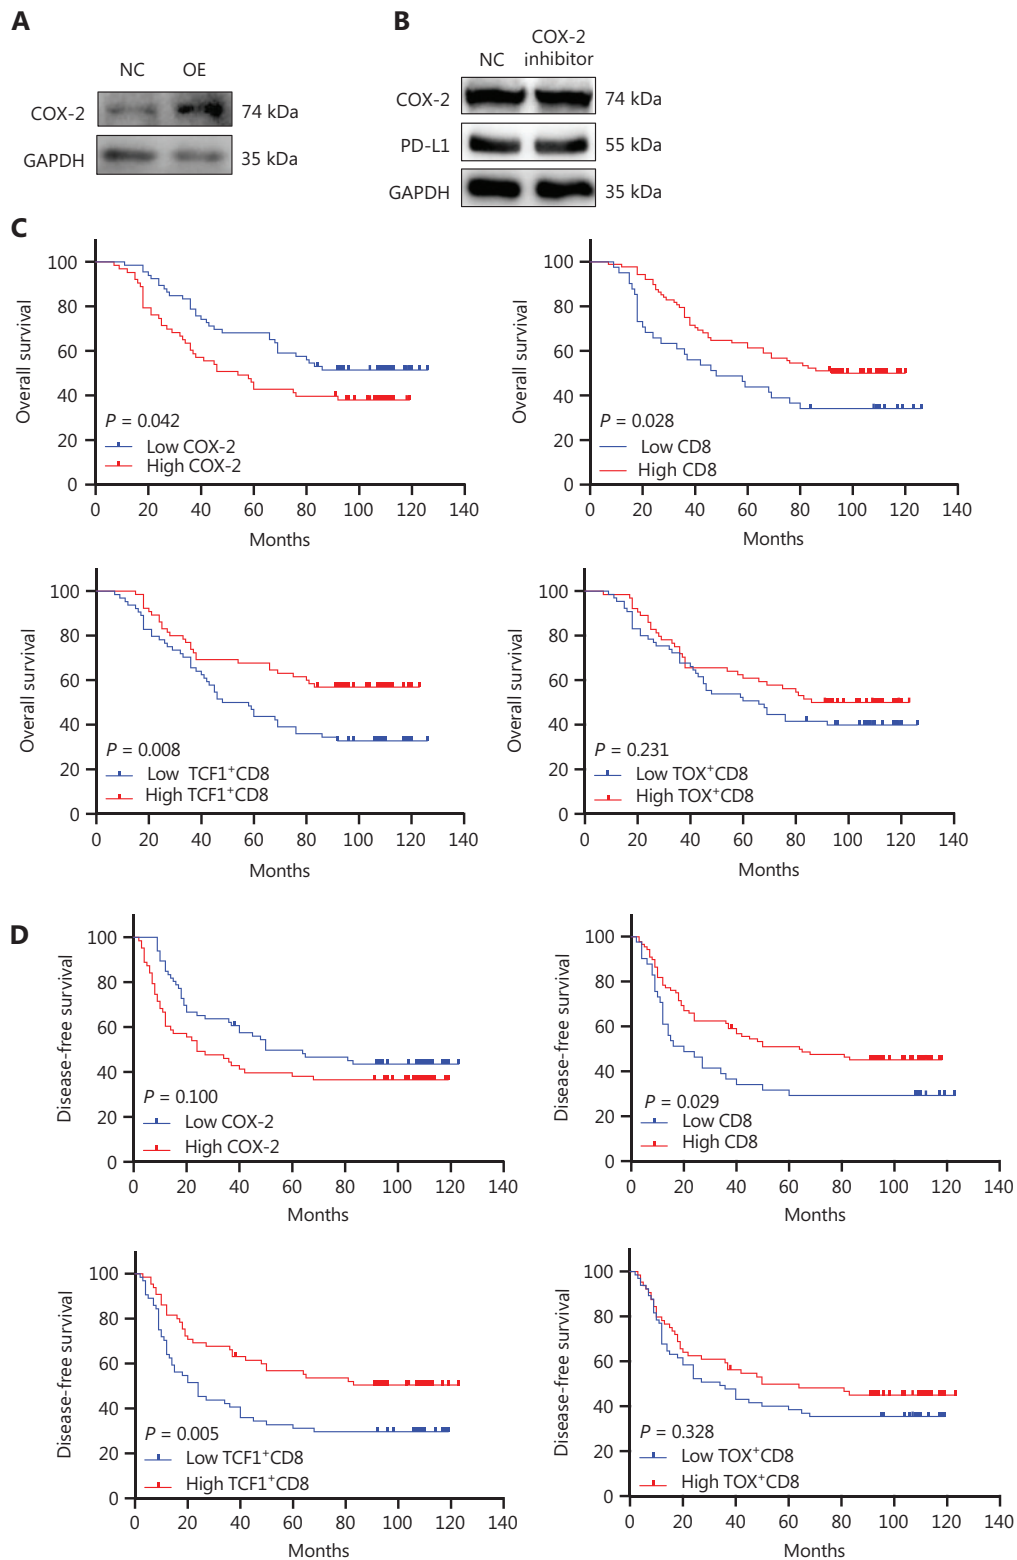 A
NC OE
COX-2 74 kDa
GAPDH 35 kDa
B
NC COX-2 inhibitor
COX-2 74 kDa
PD-L1 55 kDa
GAPDH 35 kDa
C
Overall survival
100
80
60
40
20
0
P = 0.042
Low COX-2
High COX-2
0 20 40 60 80 100 120 140
Months
Overall survival
100
80
60
40
20
0
P = 0.028
Low CD8
High CD8
0 20 40 60 80 100 120 140
Months
Overall survival
100
80
60
40
20
0
P = 0.008
Low TCF1⁺CD8
High TCF1⁺CD8
0 20 40 60 80 100 120 140
Months
Overall survival
100
80
60
40
20
0
P = 0.231
Low TOX⁺CD8
High TOX⁺CD8
0 20 40 60 80 100 120 140
Months
D
Disease-free survival
100
80
60
40
20
0
P = 0.100
Low COX-2
High COX-2
0 20 40 60 80 100 120 140
Months
Disease-free survival
100
80
60
40
20
0
P = 0.029
Low CD8
High CD8
0 20 40 60 80 100 120 140
Months
Disease-free survival
100
80
60
40
20
0
P = 0.005
Low TCF1⁺CD8
High TCF1⁺CD8
0 20 40 60 80 100 120 140
Months
Disease-free survival
100
80
60
40
20
0
P = 0.328
Low TOX⁺CD8
High TOX⁺CD8
0 20 40 60 80 100 120 140
Months